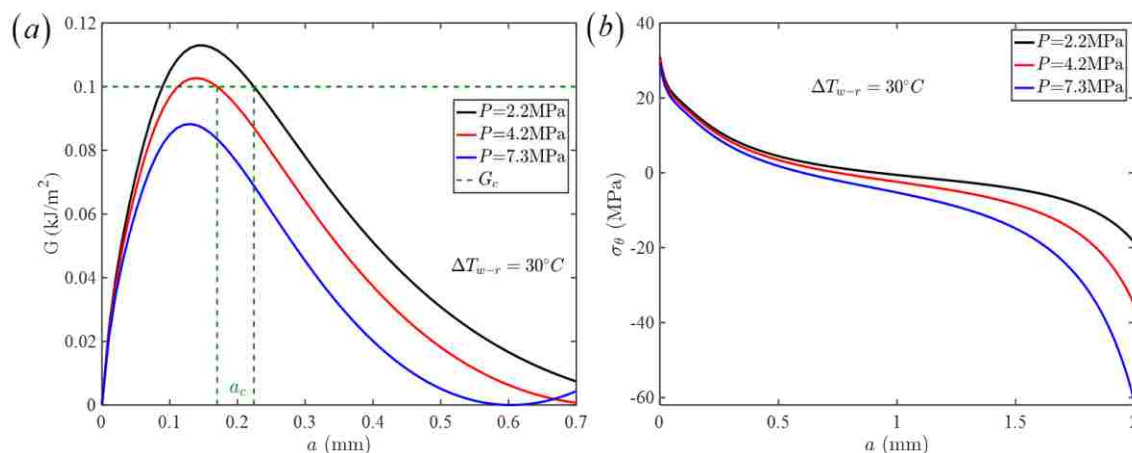 (a)
0.12
0.1
0.08
0.06
0.04
0.02
0
G (kJ/m²)
P=2.2MPa
P=4.2MPa
P=7.3MPa
G_c
ΔT_{w−r} = 30°C
a_c
0 0.1 0.2 0.3 0.4 0.5 0.6 0.7
a (mm)
(b)
40
20
0
-20
-40
-60
σ_θ (MPa)
ΔT_{w−r} = 30°C
P=2.2MPa
P=4.2MPa
P=7.3MPa
0 0.5 1 1.5 2
a (mm)